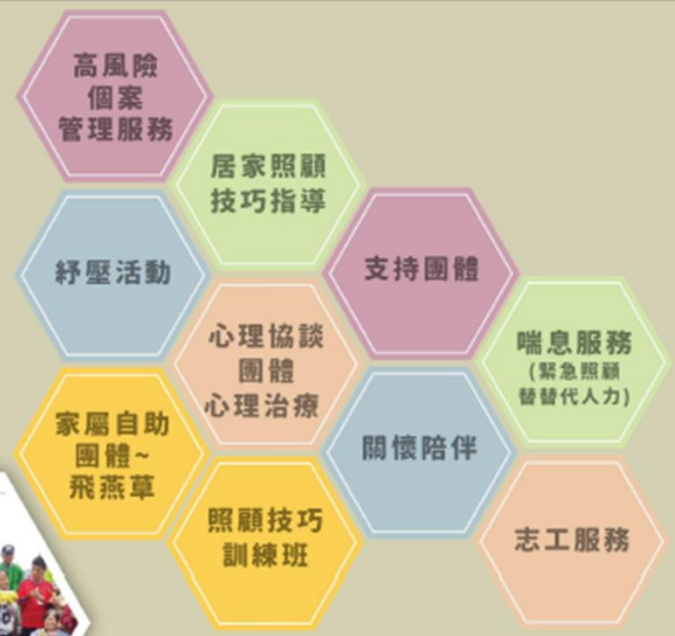 高風險
個案
管理服務
居家照顧
技巧指導
紓壓活動
支持團體
心理協談
團體
心理治療
喘息服務
(緊急照顧
替替代人力)
家屬自助
團體~
飛燕草
關懷陪伴
照顧技巧
訓練班
志工服務